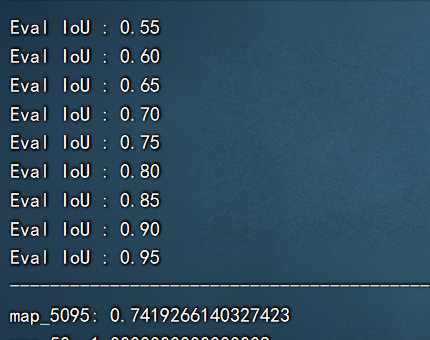 Eval IoU : 0.55
Eval IoU : 0.60
Eval IoU : 0.65
Eval IoU : 0.70
Eval IoU : 0.75
Eval IoU : 0.80
Eval IoU : 0.85
Eval IoU : 0.90
Eval IoU : 0.95
--------------------------------------------------
map_5095: 0.7419266140327423